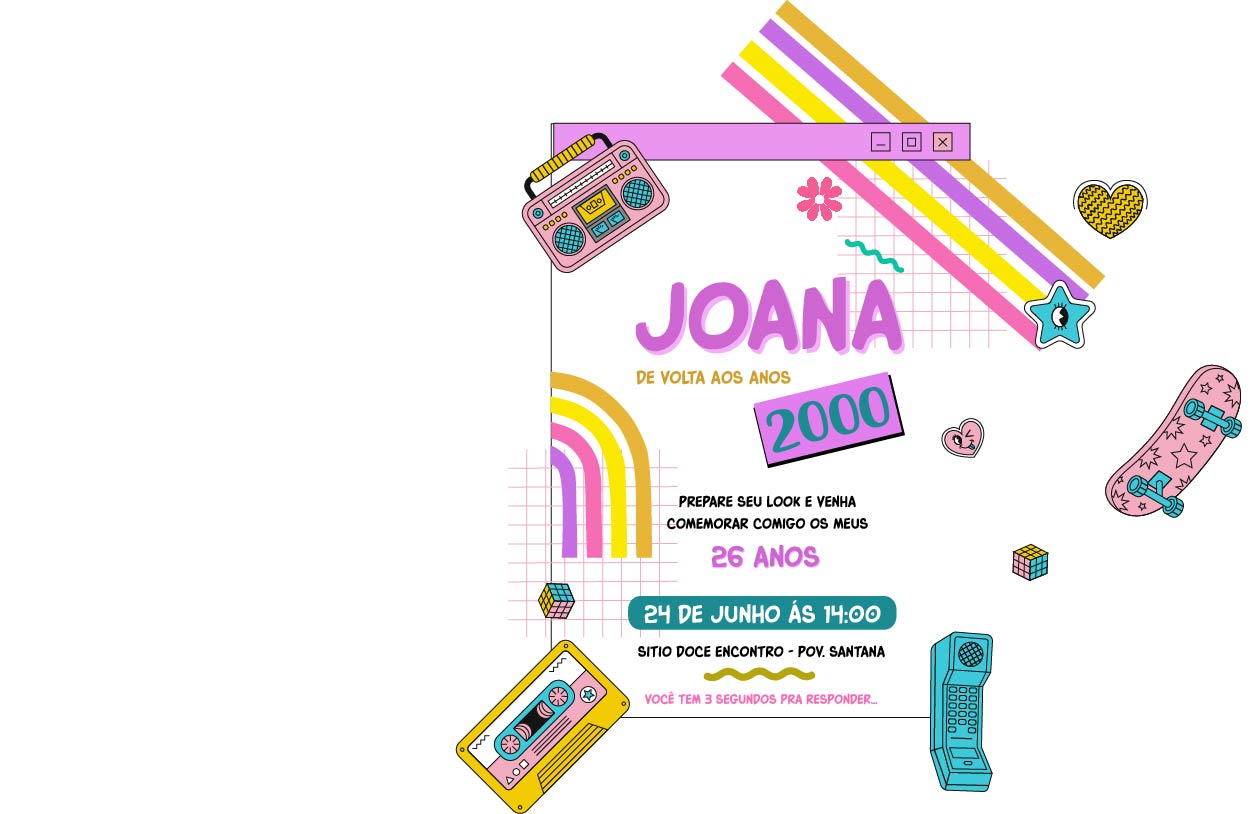 JOANA
DE VOLTA AOS ANOS
2000
PREPARE SEU LOOK E VENHA
COMEMORAR COMIGO OS MEUS
26 ANOS
24 DE JUNHO ÁS 14:00
SITIO DOCE ENCONTRO - POV. SANTANA
VOCÊ TEM 3 SEGUNDOS PRA RESPONDER...